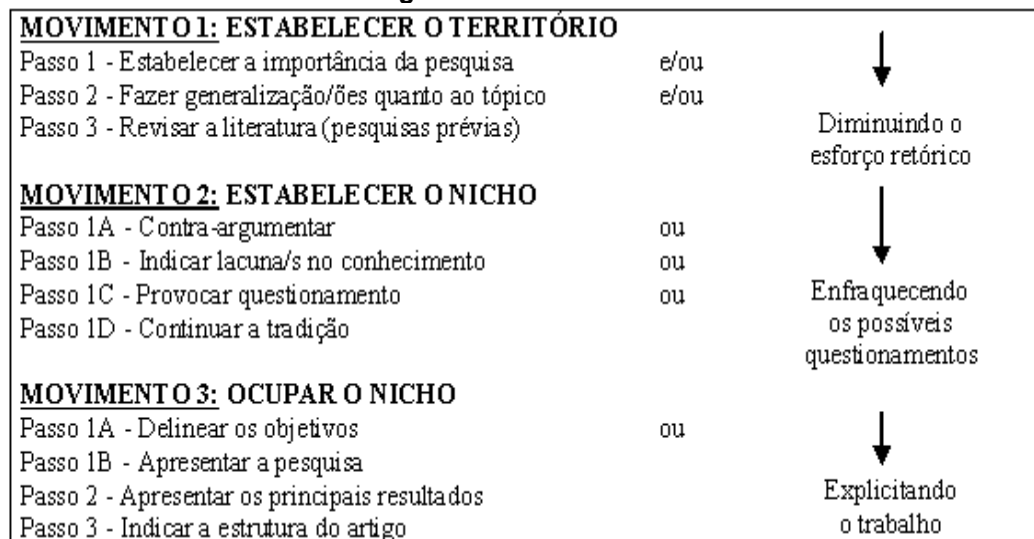 MOVIMENTO 1: ESTABELECER O TERRITÓRIO
Passo 1 - Estabelecer a importância da pesquisa e/ou
Passo 2 - Fazer generalização/ões quanto ao tópico e/ou
Passo 3 - Revisar a literatura (pesquisas prévias)
Diminuindo o
esforço retórico
MOVIMENTO 2: ESTABELECER O NICHO
Passo 1A - Contra-argumentar ou
Passo 1B - Indicar lacuna/s no conhecimento ou
Passo 1C - Provocar questionamento ou
Passo 1D - Continuar a tradição
Enfraquecendo
os possíveis
questionamentos
MOVIMENTO 3: OCUPAR O NICHO
Passo 1A - Delinear os objetivos ou
Passo 1B - Apresentar a pesquisa
Passo 2 - Apresentar os principais resultados
Passo 3 - Indicar a estrutura do artigo
Explicitando
o trabalho